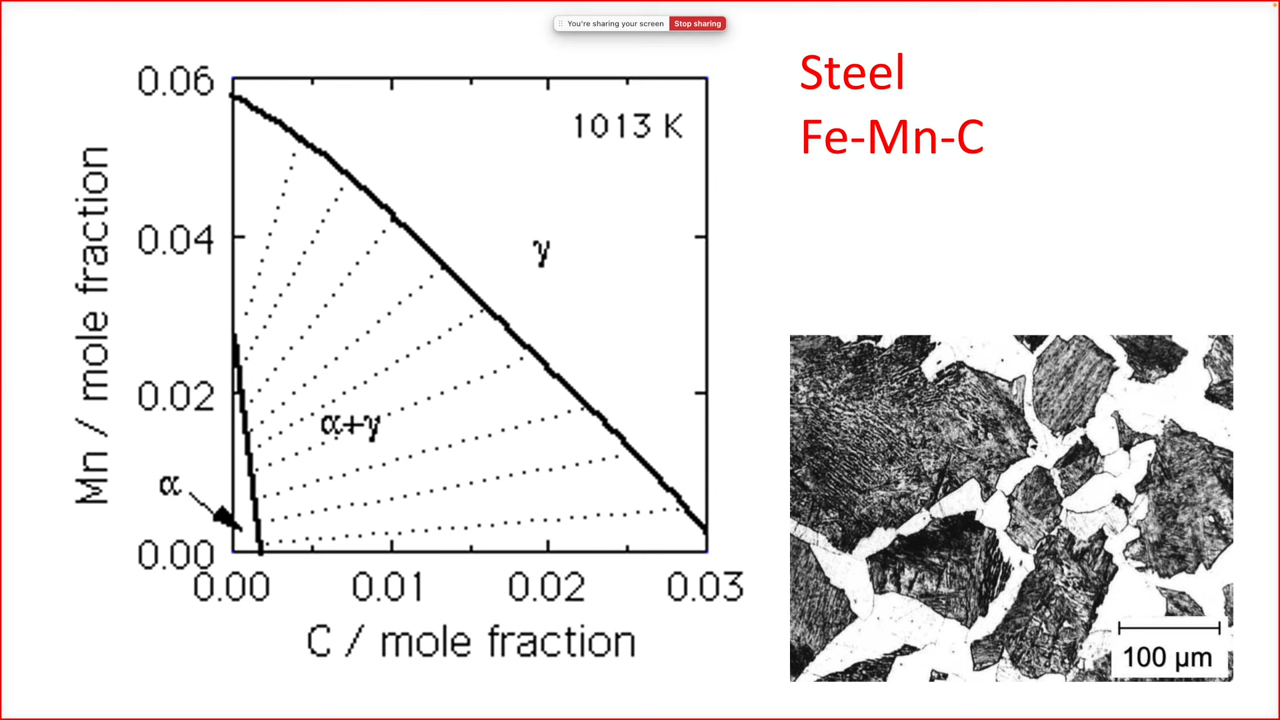 You're sharing your screen Stop sharing
Steel
Fe-Mn-C
0.06
1013 K
γ
0.04
Mn / mole fraction
0.02
α+γ
α
0.00
0.00 0.01 0.02 0.03
C / mole fraction
100 μm